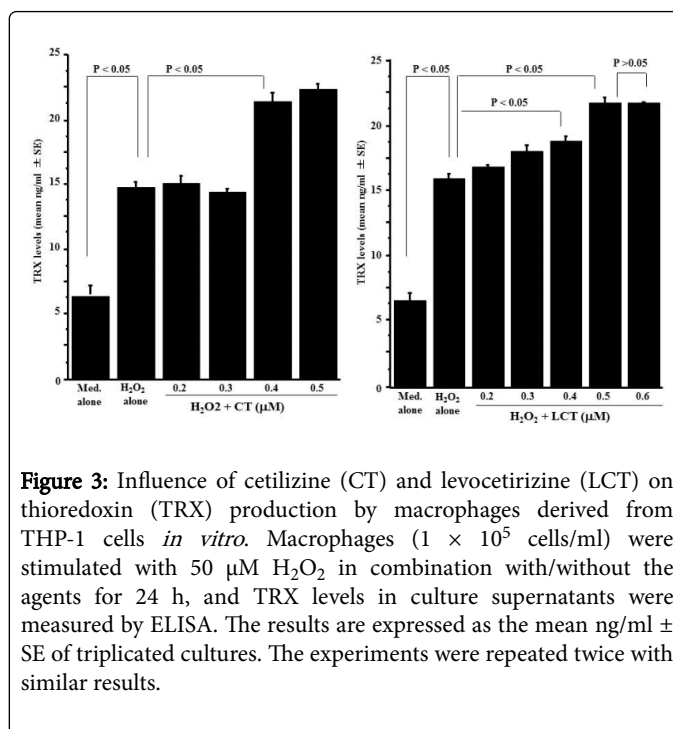 25
20
15
10
5
0
TRX levels (mean ng/ml ± SE)
P < 0.05
P < 0.05
Med. alone
H₂O₂ alone
0.2 0.3 0.4 0.5
H₂O2 + CT (µM)
25
20
15
10
5
0
TRX levels (mean ng/ml ± SE)
P < 0.05
P < 0.05
P >0.05
P < 0.05
Med. alone
H₂O₂ alone
0.2 0.3 0.4 0.5 0.6
H₂O₂ + LCT (µM)
Figure 3: Influence of cetilizine (CT) and levocetirizine (LCT) on
thioredoxin (TRX) production by macrophages derived from
THP-1 cells in vitro. Macrophages (1 × 10⁵ cells/ml) were
stimulated with 50 μM H₂O₂ in combination with/without the
agents for 24 h, and TRX levels in culture supernatants were
measured by ELISA. The results are expressed as the mean ng/ml ±
SE of triplicated cultures. The experiments were repeated twice with
similar results.